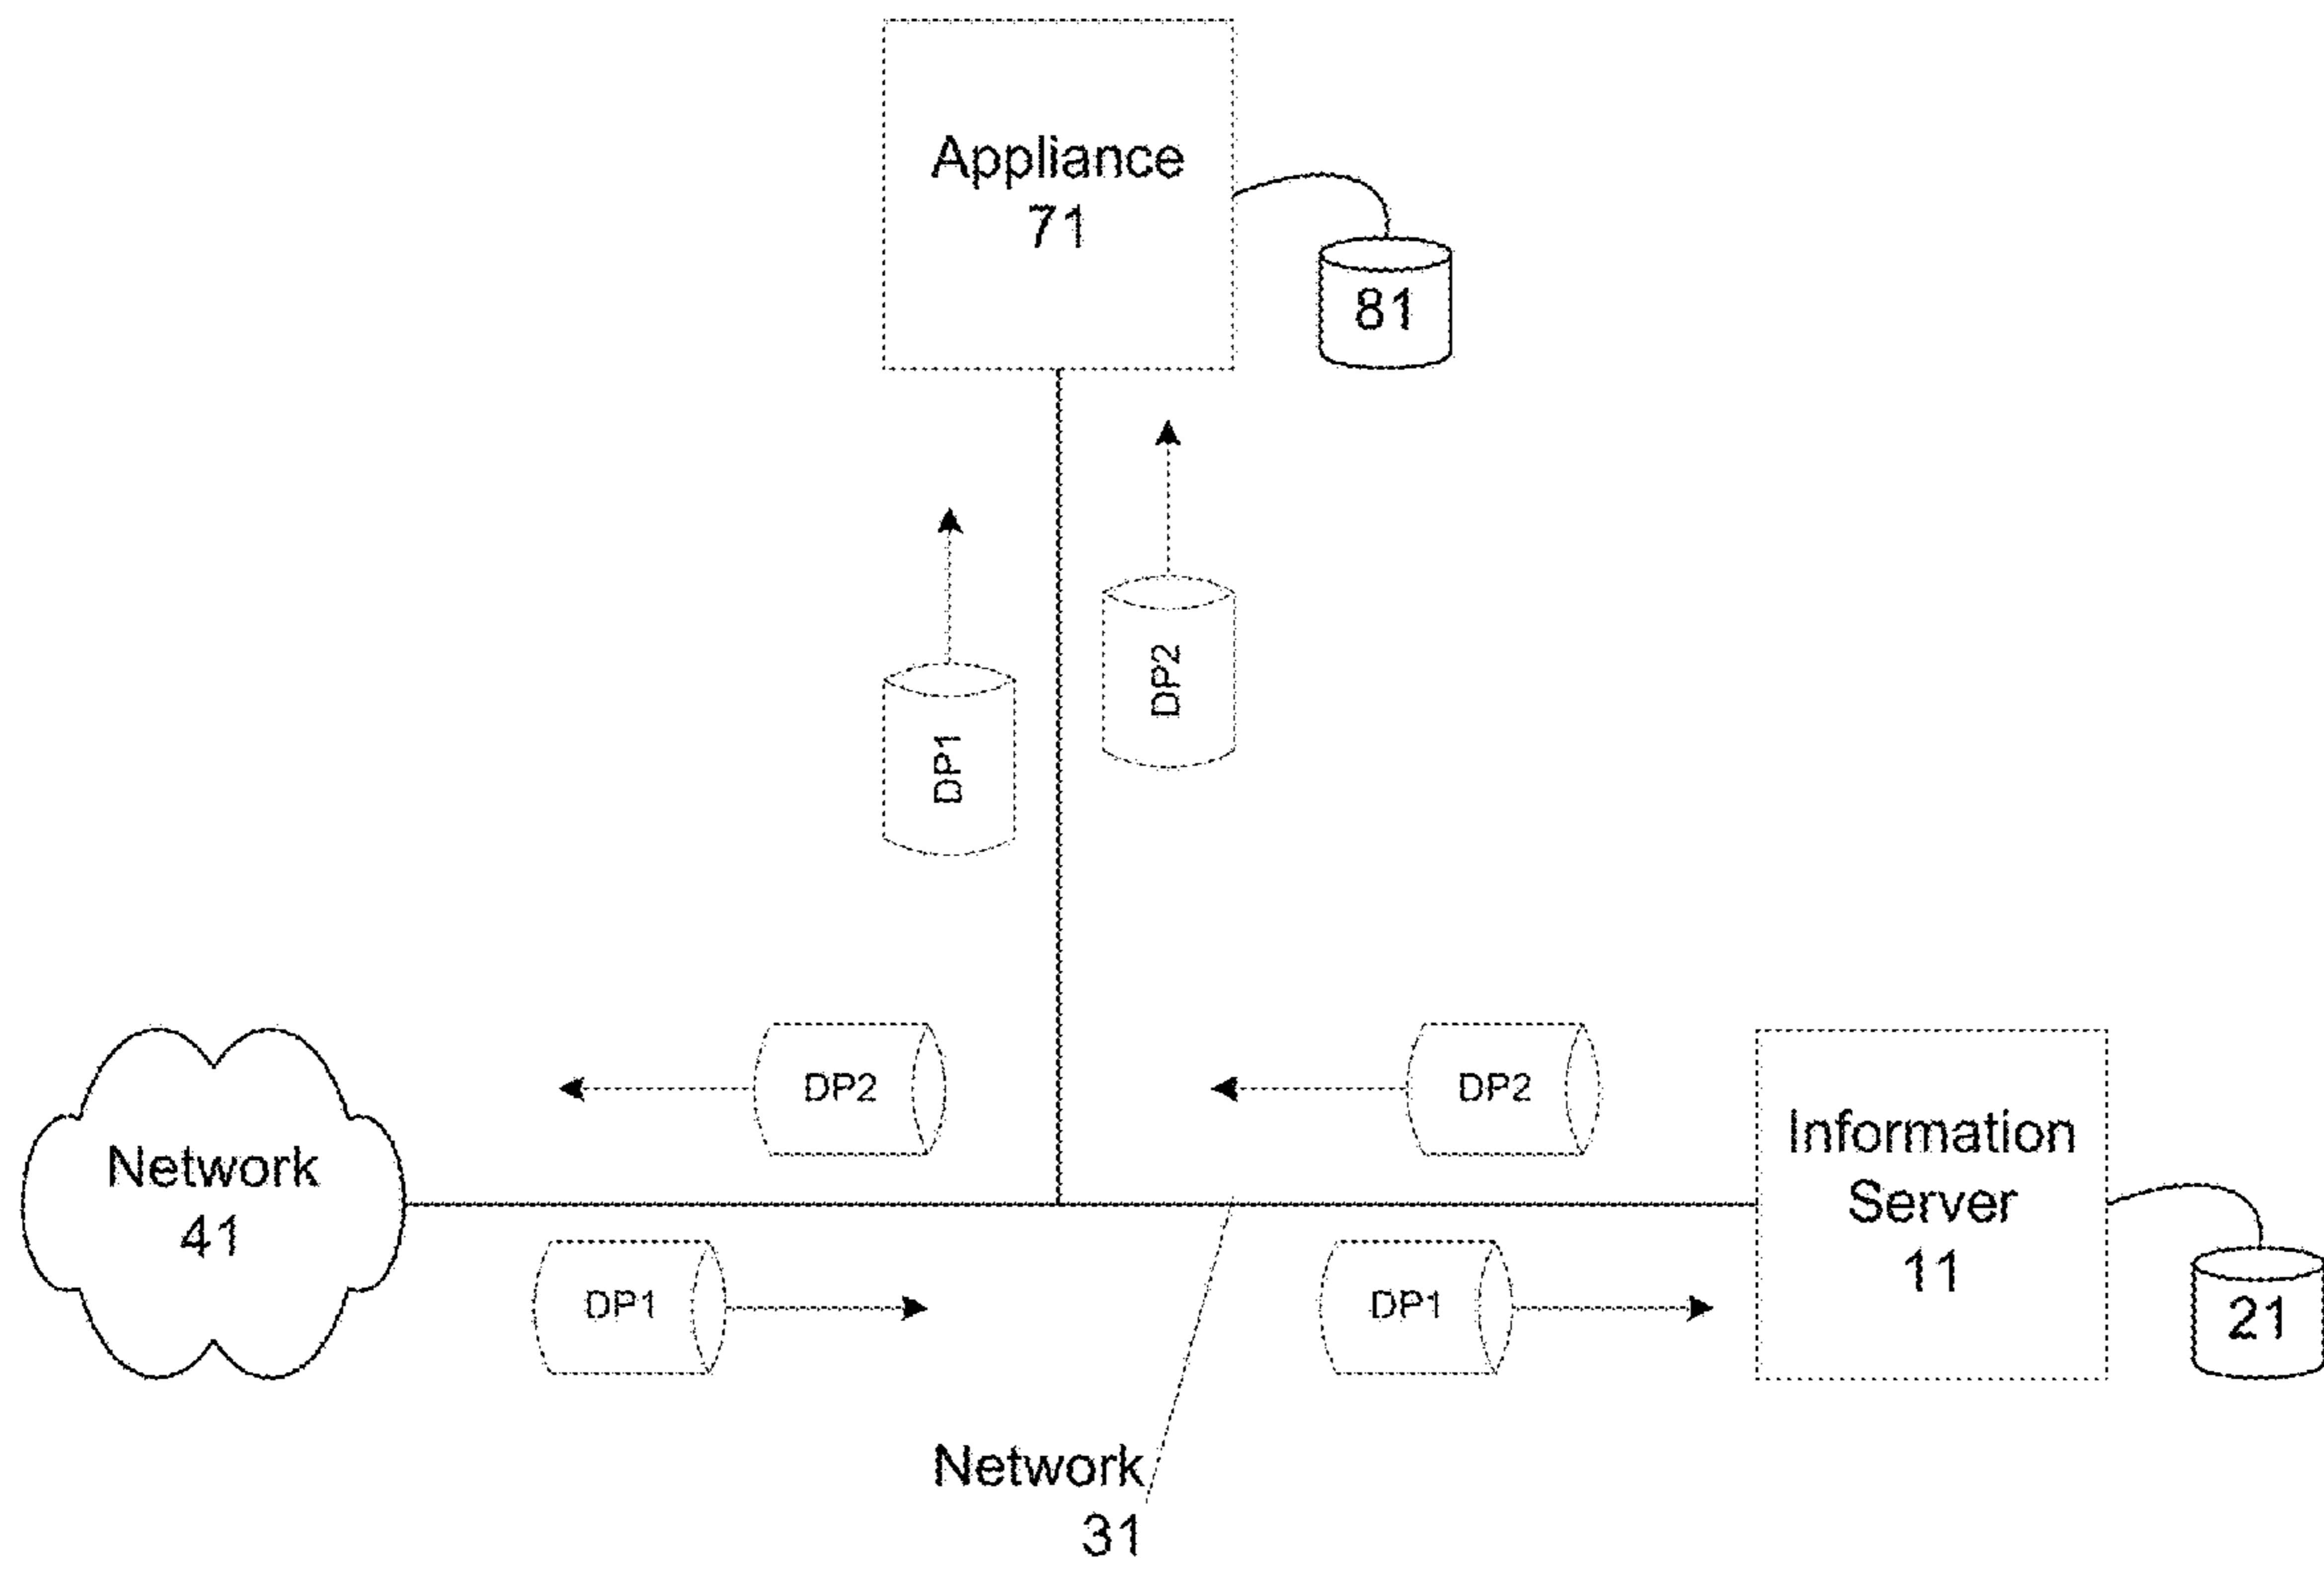 Appliance
71
81
DP2
DP1
DP2
DP2
Network
41
Information
Server
11
DP1
DP1
21
Network
31